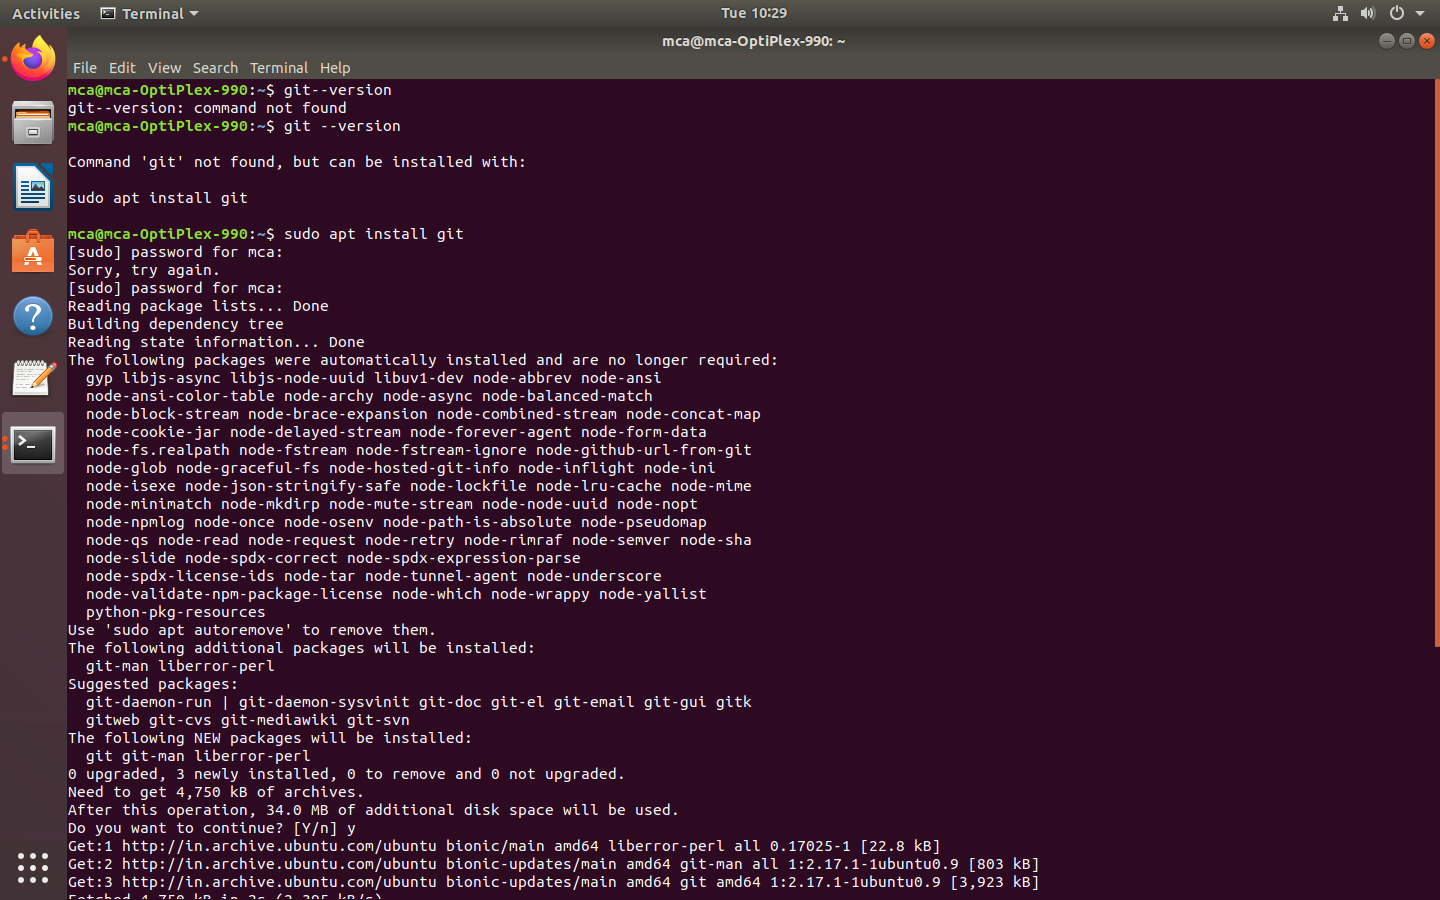 Activities Terminal Tue 10:29
mca@mca-OptiPlex-990: ~
File Edit View Search Terminal Help
mca@mca-OptiPlex-990:~$ git--version
git--version: command not found
mca@mca-OptiPlex-990:~$ git --version
Command 'git' not found, but can be installed with:
sudo apt install git
mca@mca-OptiPlex-990:~$ sudo apt install git
[sudo] password for mca:
Sorry, try again.
[sudo] password for mca:
Reading package lists... Done
Building dependency tree
Reading state information... Done
The following packages were automatically installed and are no longer required:
gyp libjs-async libjs-node-uuid libuv1-dev node-abbrev node-ansi
node-ansi-color-table node-archy node-async node-balanced-match
node-block-stream node-brace-expansion node-combined-stream node-concat-map
node-cookie-jar node-delayed-stream node-forever-agent node-form-data
node-fs.realpath node-fstream node-fstream-ignore node-github-url-from-git
node-glob node-graceful-fs node-hosted-git-info node-inflight node-ini
node-isexe node-json-stringify-safe node-lockfile node-lru-cache node-mime
node-minimatch node-mkdirp node-mute-stream node-node-uuid node-nopt
node-npmlog node-once node-osenv node-path-is-absolute node-pseudomap
node-qs node-read node-request node-retry node-rimraf node-semver node-sha
node-slide node-spdx-correct node-spdx-expression-parse
node-spdx-license-ids node-tar node-tunnel-agent node-underscore
node-validate-npm-package-license node-which node-wrappy node-yallist
python-pkg-resources
Use 'sudo apt autoremove' to remove them.
The following additional packages will be installed:
git-man liberror-perl
Suggested packages:
git-daemon-run | git-daemon-sysvinit git-doc git-el git-email git-gui gitk
gitweb git-cvs git-mediawiki git-svn
The following NEW packages will be installed:
git git-man liberror-perl
0 upgraded, 3 newly installed, 0 to remove and 0 not upgraded.
Need to get 4,750 kB of archives.
After this operation, 34.0 MB of additional disk space will be used.
Do you want to continue? [Y/n] y
Get:1 http://in.archive.ubuntu.com/ubuntu bionic/main amd64 liberror-perl all 0.17025-1 [22.8 kB]
Get:2 http://in.archive.ubuntu.com/ubuntu bionic-updates/main amd64 git-man all 1:2.17.1-1ubuntu0.9 [803 kB]
Get:3 http://in.archive.ubuntu.com/ubuntu bionic-updates/main amd64 git amd64 1:2.17.1-1ubuntu0.9 [3,923 kB]
Fetched 4,750 kB in 2s (2,395 kB/s)